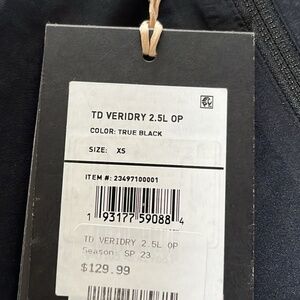 TD VERIDRY 2.5L OP
COLOR: TRUE BLACK
SIZE: XS
ITEM #: 23497100001
1 93177 59088 4
TD VERIDRY 2.5L OP
Season: SP 23
$129.99